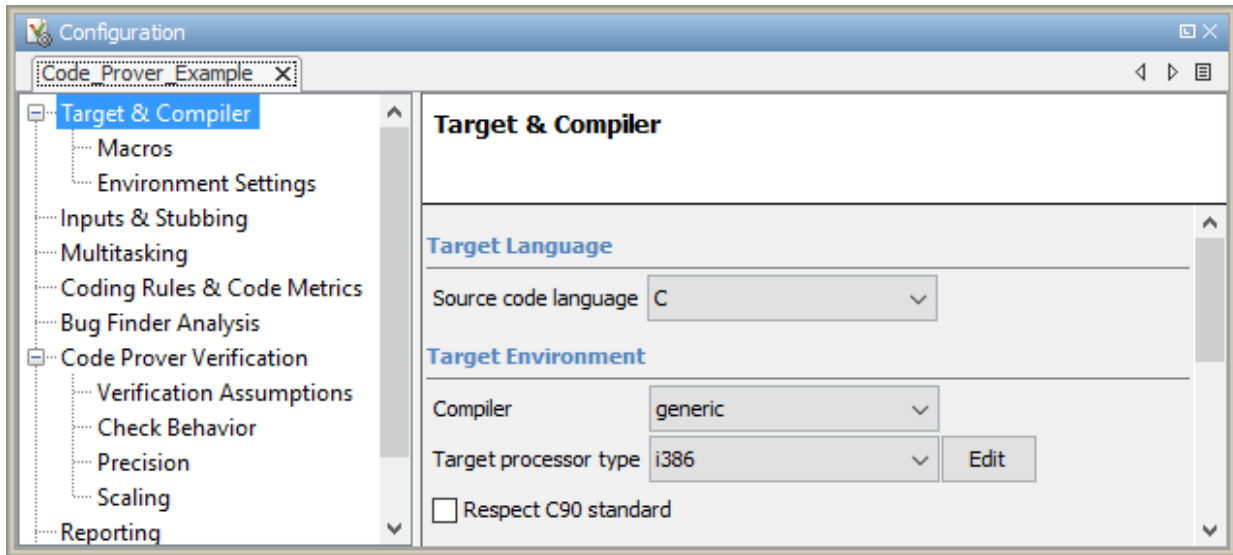 Configuration
Code_Prover_Example
Target & Compiler
Macros
Environment Settings
Inputs & Stubbing
Multitasking
Coding Rules & Code Metrics
Bug Finder Analysis
Code Prover Verification
Verification Assumptions
Check Behavior
Precision
Scaling
Reporting
Target & Compiler
Target Language
Source code language C
Target Environment
Compiler generic
Target processor type i386 Edit
Respect C90 standard